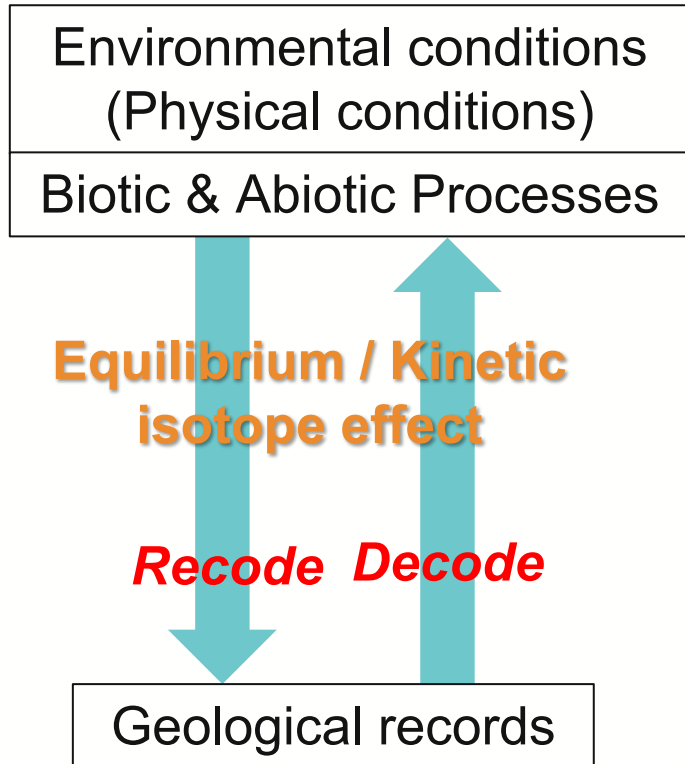 Environmental conditions
(Physical conditions)
Biotic & Abiotic Processes
Equilibrium / Kinetic
isotope effect
Recode Decode
Geological records